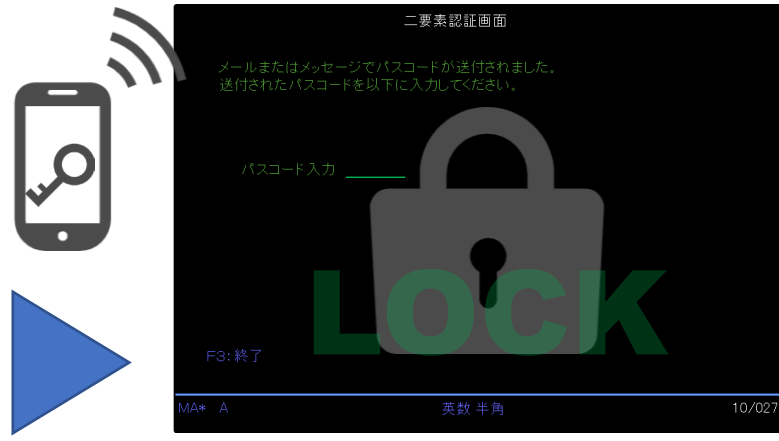 二要素認証画面
メールまたはメッセージでパスコードが送付されました。
送付されたパスコードを以下に入力してください。
パスコード入力
LOCK
F3:終了
MA* A 英数半角 10/027